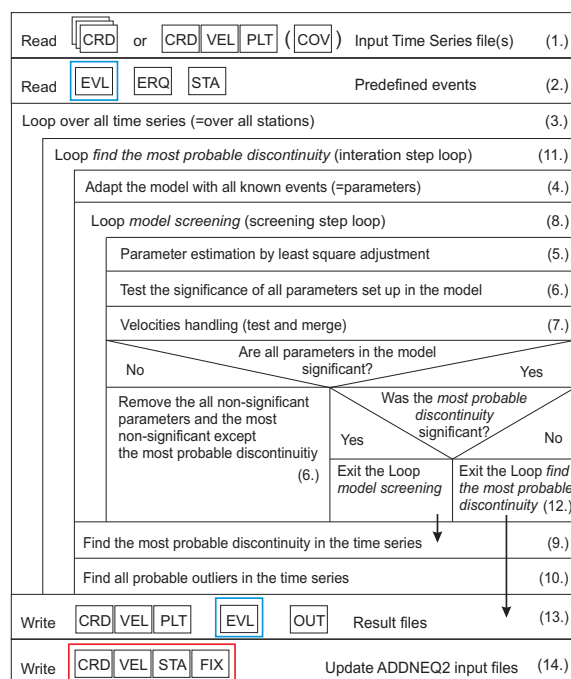 Read CRD or CRD VEL PLT (COV) Input Time Series file(s) (1.)
Read EVL ERQ STA Predefined events (2.)
Loop over all time series (=over all stations) (3.)
Loop find the most probable discontinuity (interation step loop) (11.)
Adapt the model with all known events (=parameters) (4.)
Loop model screening (screening step loop) (8.)
Parameter estimation by least square adjustment (5.)
Test the significance of all parameters set up in the model (6.)
Velocities handling (test and merge) (7.)
Are all parameters in the model
significant?
No
Yes
Remove the all non-significant
parameters and the most
non-significant except
the most probable discontinuitiy
(6.)
Was the most probable
discontinuity
significant?
Yes
No
Exit the Loop
model screening
Exit the Loop find
the most probable
discontinuity (12.)
Find the most probable discontinuity in the time series (9.)
Find all probable outliers in the time series (10.)
Write CRD VEL PLT EVL OUT Result files (13.)
Write CRD VEL STA FIX Update ADDNEQ2 input files (14.)